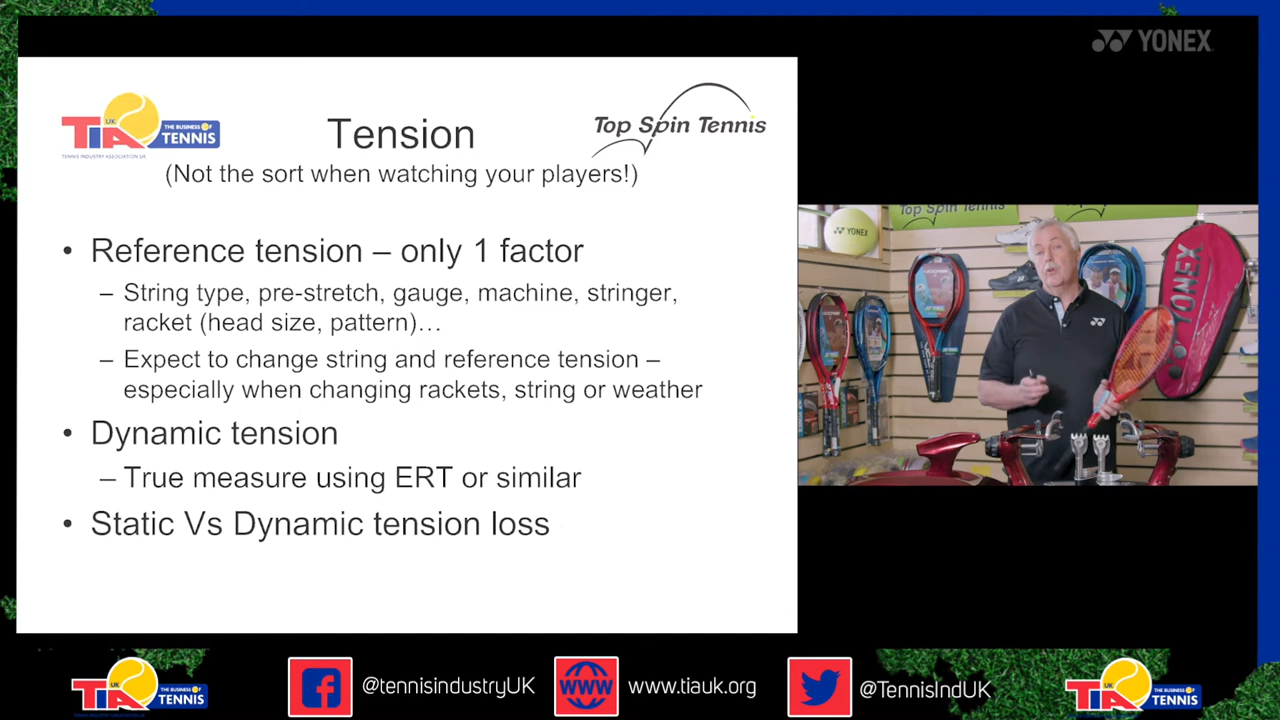 YONEX
UK
TIA
THE BUSINESS OF
TENNIS
TENNIS INDUSTRY ASSOCIATION UK
Tension
Top Spin Tennis
(Not the sort when watching your players!)
• Reference tension – only 1 factor
– String type, pre-stretch, gauge, machine, stringer,
racket (head size, pattern)…
– Expect to change string and reference tension –
especially when changing rackets, string or weather
• Dynamic tension
– True measure using ERT or similar
• Static Vs Dynamic tension loss
Top Spin Tennis
YONEX
YONEX
UK
TIA
THE BUSINESS OF
TENNIS
@tennisindustryUK
WWW
www.tiauk.org
@TennisIndUK
UK
TIA
THE BUSINESS OF
TENNIS